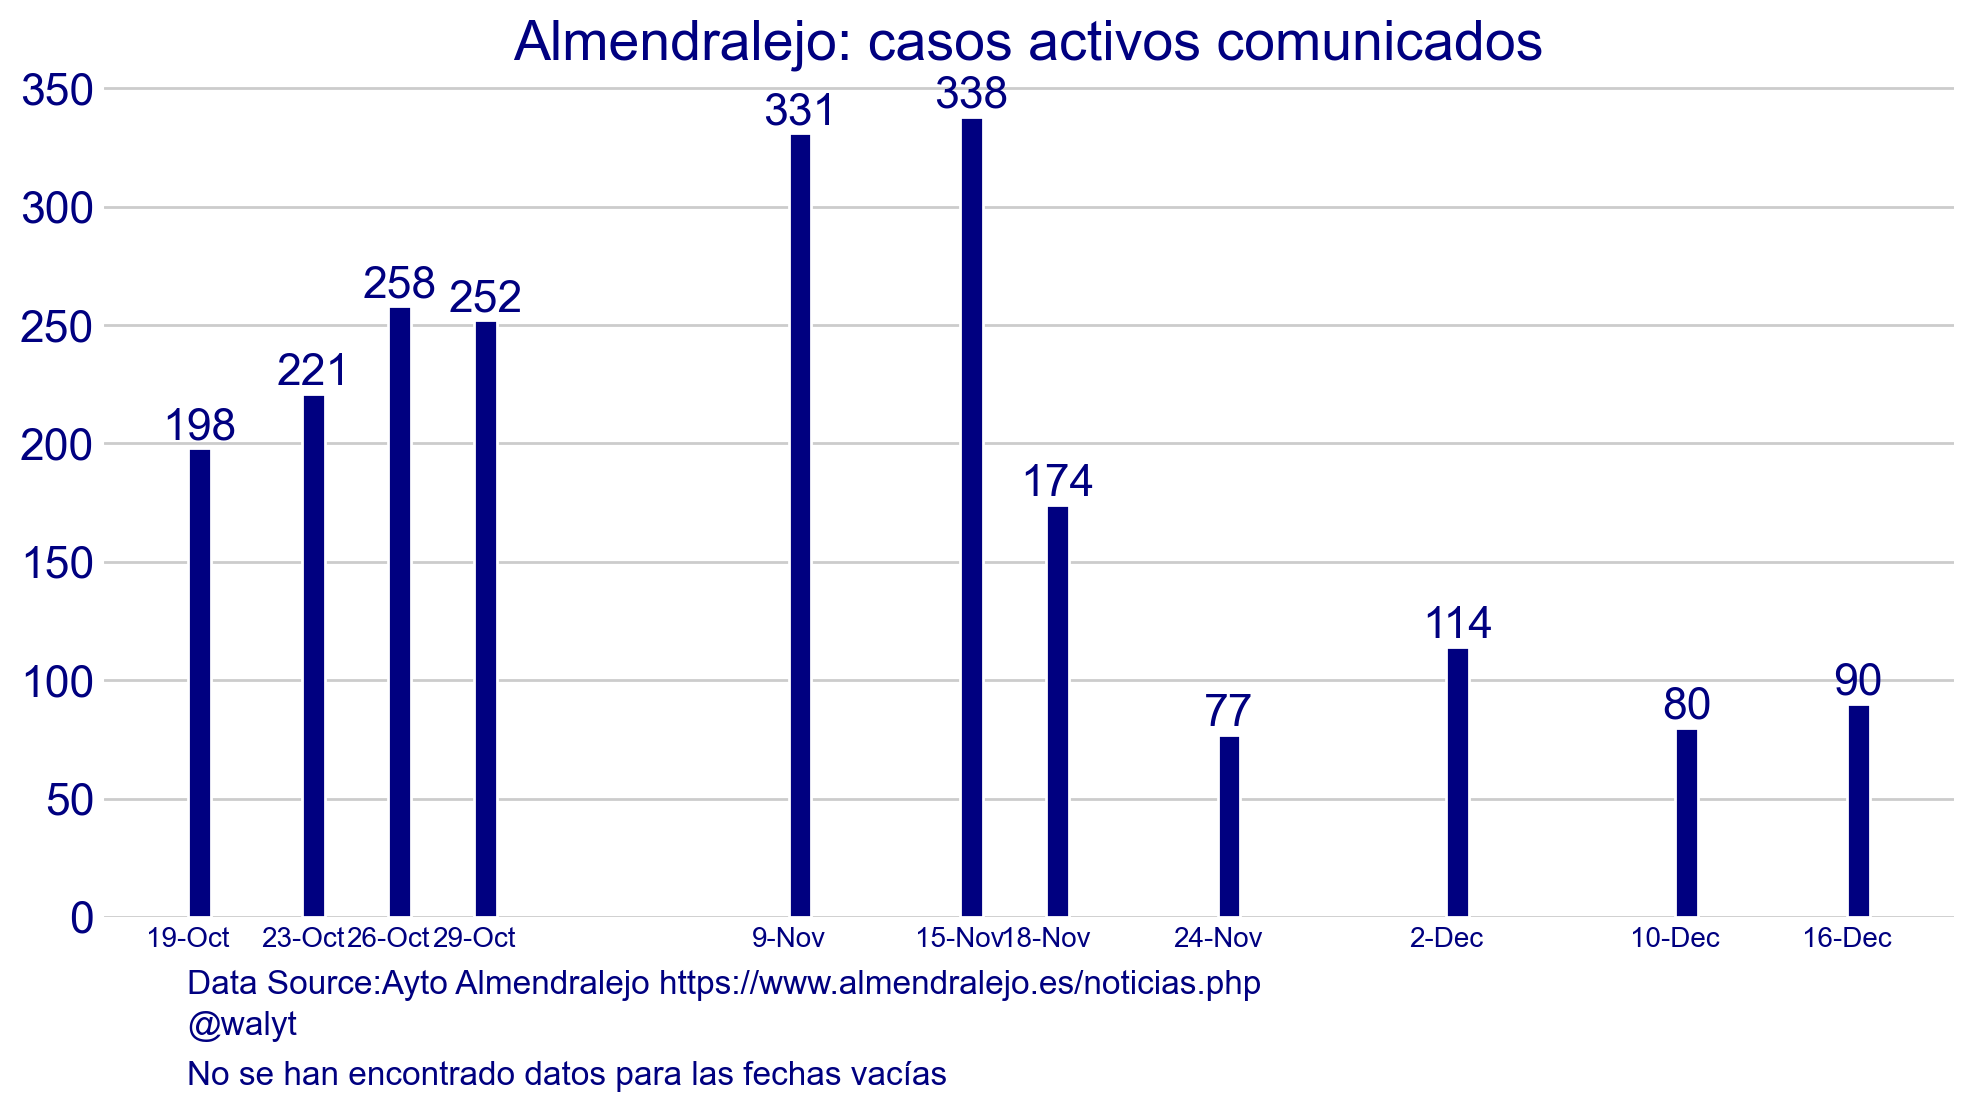 Almendralejo: casos activos comunicados
350
300
250
200
150
100
50
0
198
221
258
252
331
338
174
77
114
80
90
19-Oct
23-Oct
26-Oct
29-Oct
9-Nov
15-Nov
18-Nov
24-Nov
2-Dec
10-Dec
16-Dec
Data Source:Ayto Almendralejo https://www.almendralejo.es/noticias.php
@walyt
No se han encontrado datos para las fechas vacías